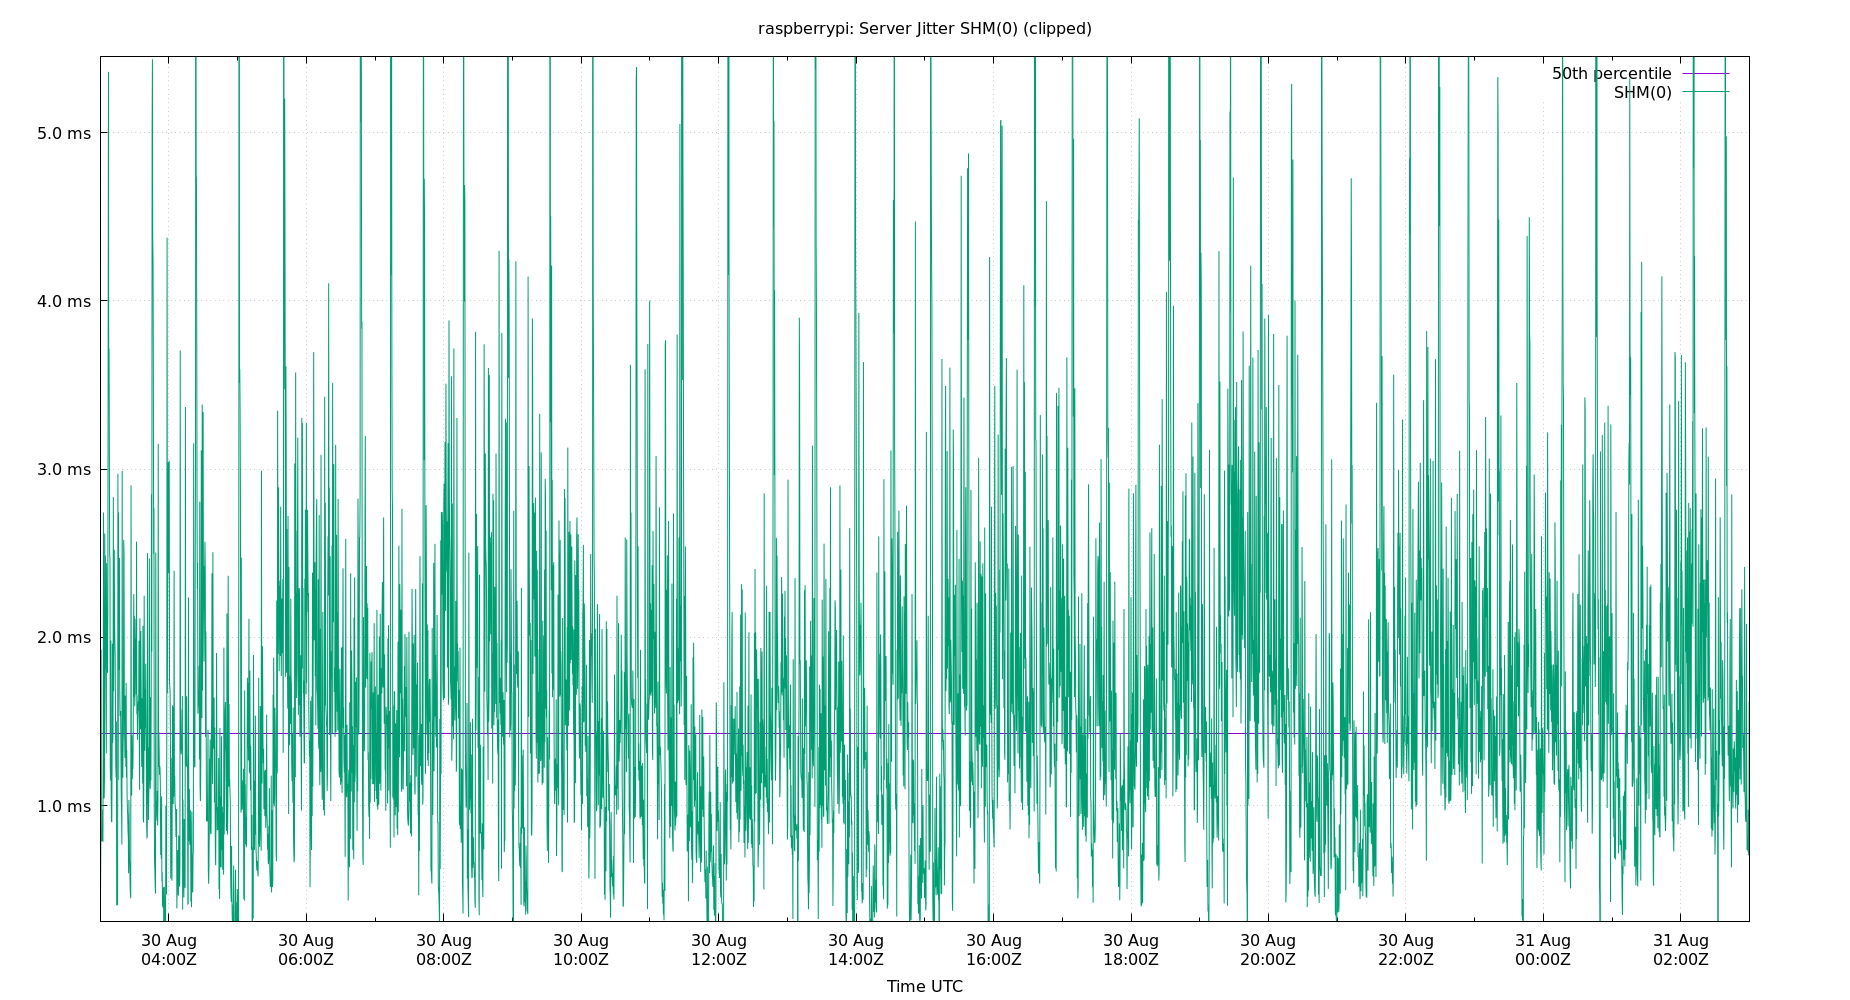 raspberrypi: Server Jitter SHM(0) (clipped)
50th percentile
SHM(0)
5.0 ms
4.0 ms
3.0 ms
2.0 ms
1.0 ms
30 Aug 30 Aug 30 Aug 30 Aug 30 Aug 30 Aug 30 Aug 30 Aug 30 Aug 30 Aug 31 Aug 31 Aug
04:00Z 06:00Z 08:00Z 10:00Z 12:00Z 14:00Z 16:00Z 18:00Z 20:00Z 22:00Z 00:00Z 02:00Z
Time UTC